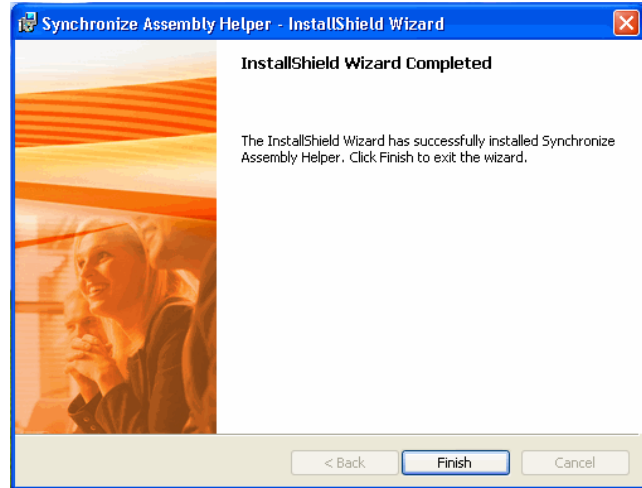 Synchronize Assembly Helper - InstallShield Wizard
InstallShield Wizard Completed
The InstallShield Wizard has successfully installed Synchronize
Assembly Helper. Click Finish to exit the wizard.
< Back
Finish
Cancel